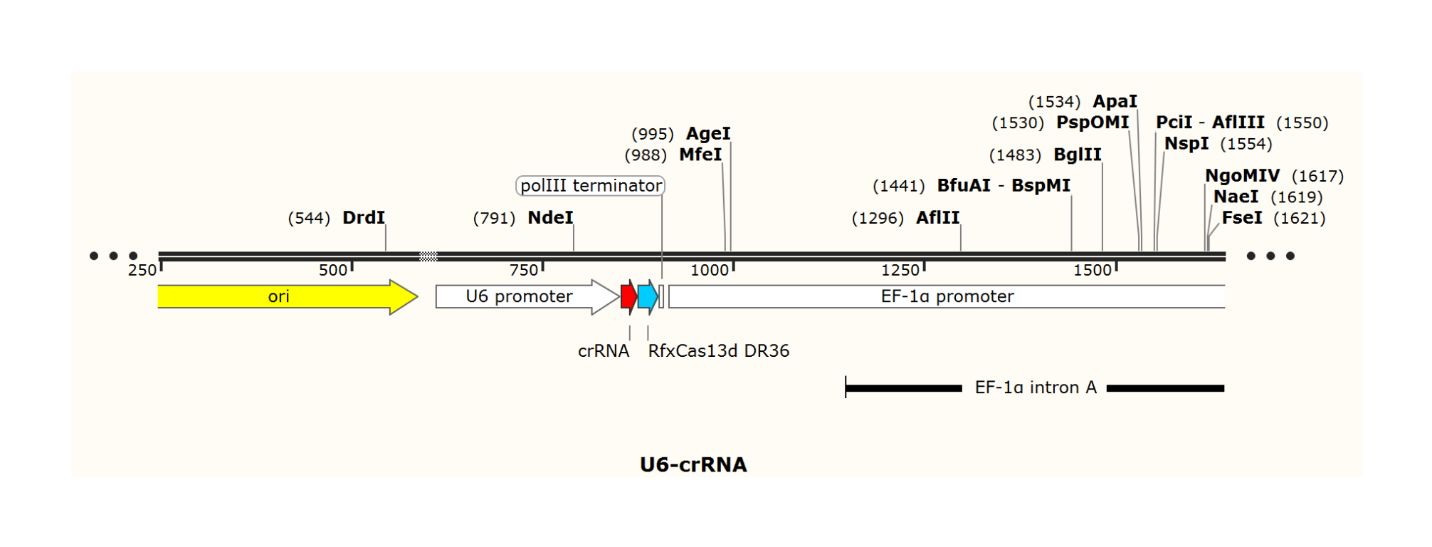 (1534) ApaI
(1530) PspOMI PciI - AflIII (1550)
(995) AgeI NspI (1554)
(988) MfeI (1483) BglII
NgoMIV (1617)
polIII terminator (1441) BfuAI - BspMI NaeI (1619)
(544) DrdI (791) NdeI (1296) AflII FseI (1621)
250 500 750 1000 1250 1500
ori U6 promoter EF-1α promoter
crRNA RfxCas13d DR36
EF-1α intron A
U6-crRNA